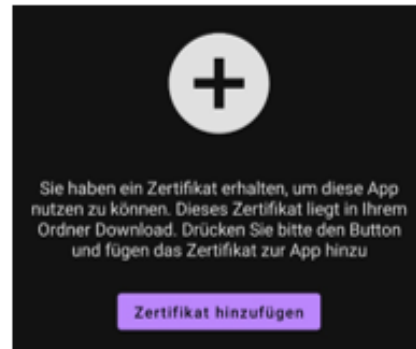 Sie haben ein Zertifikat erhalten, um diese App
nutzen zu können. Dieses Zertifikat liegt in Ihrem
Ordner Download. Drücken Sie bitte den Button
und fügen das Zertifikat zur App hinzu
Zertifikat hinzufügen